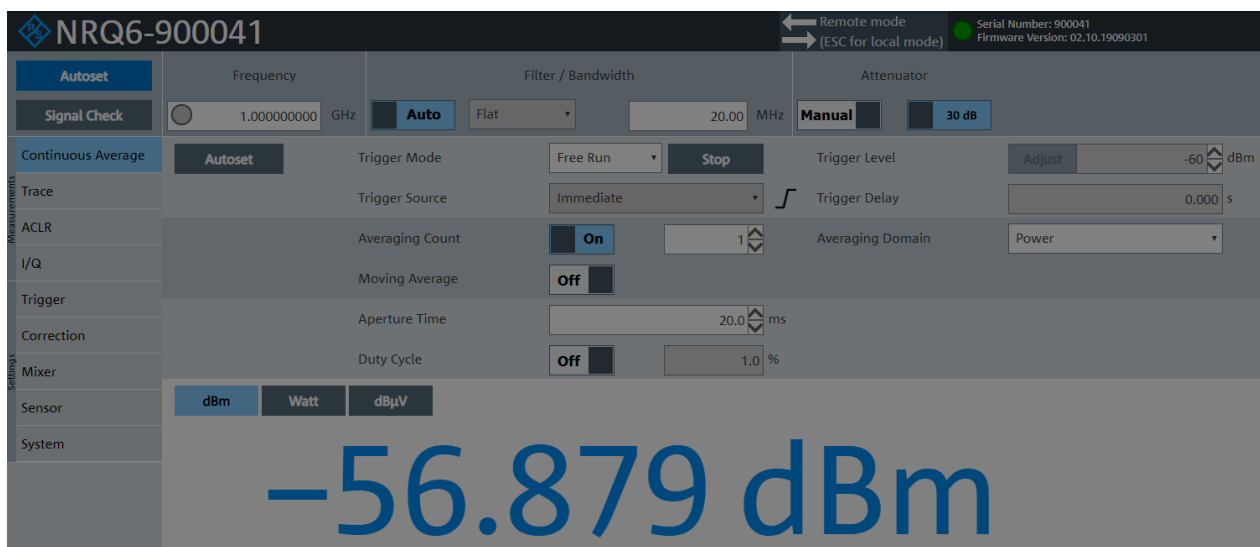 NRQ6-900041
Remote mode
(ESC for local mode)
Serial Number: 900041
Firmware Version: 02.10.19090301
Autoset
Signal Check
Frequency
Filter / Bandwidth
Attenuator
1.000000000 GHz
Auto
Flat
20.00 MHz
Manual
30 dB
Measurements
Continuous Average
Trace
ACLR
I/Q
Settings
Trigger
Correction
Mixer
Sensor
System
Autoset
Trigger Mode
Free Run
Stop
Trigger Level
Adjust
-60 dBm
Trigger Source
Immediate
Trigger Delay
0.000 s
Averaging Count
On
1
Averaging Domain
Power
Moving Average
Off
Aperture Time
20.0 ms
Duty Cycle
Off
1.0 %
dBm
Watt
dBµV
−56.879 dBm